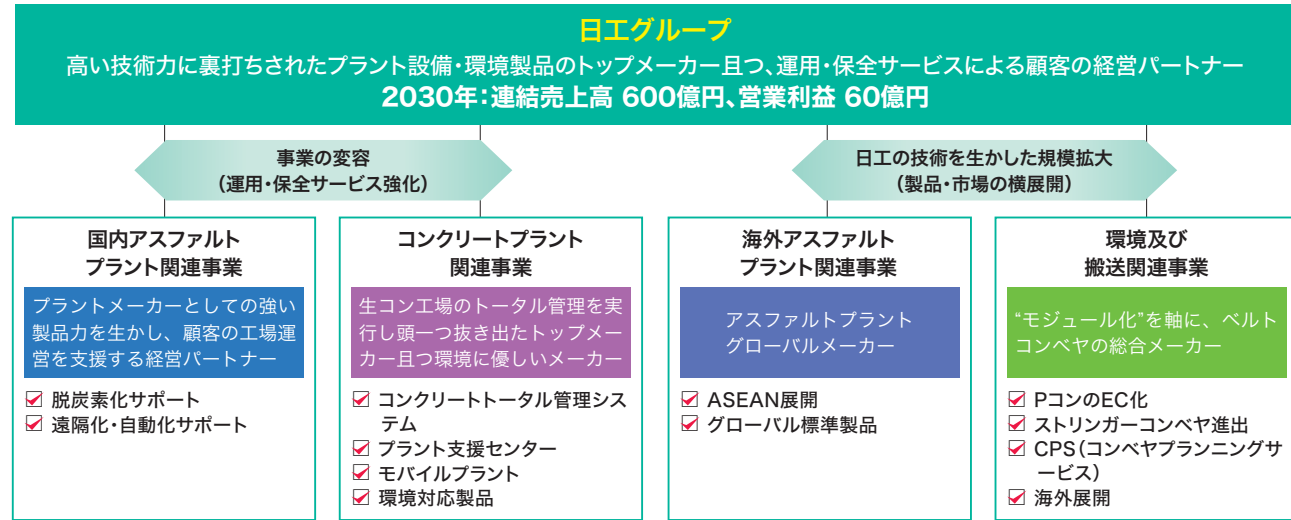 日工グループ
高い技術力に裏打ちされたプラント設備・環境製品のトップメーカー且つ、運用・保全サービスによる顧客の経営パートナー
2030年：連結売上高 600億円、営業利益 60億円
事業の変容
（運用・保全サービス強化）
日工の技術を生かした規模拡大
（製品・市場の横展開）
国内アスファルト
プラント関連事業
プラントメーカーとしての強い
製品力を生かし、顧客の工場運
営を支援する経営パートナー
脱炭素化サポート
遠隔化・自動化サポート
コンクリートプラント
関連事業
生コン工場のトータル管理を実
行し頭一つ抜き出たトップメー
カー且つ環境に優しいメーカー
コンクリートトータル管理シス
テム
プラント支援センター
モバイルプラント
環境対応製品
海外アスファルト
プラント関連事業
アスファルトプラント
グローバルメーカー
ASEAN展開
グローバル標準製品
環境及び
搬送関連事業
“モジュール化”を軸に、ベルト
コンベヤの総合メーカー
PコンのEC化
ストリンガーコンベヤ進出
CPS（コンベヤプランニングサ
ービス）
海外展開